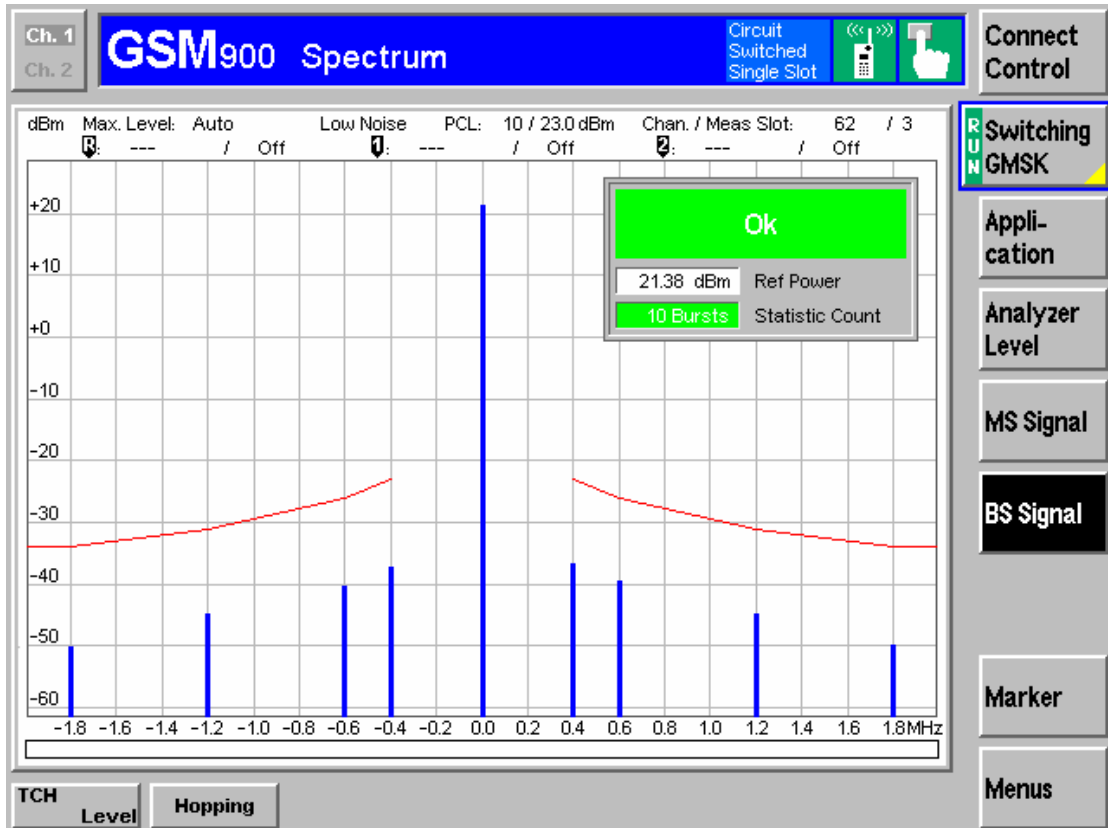 Ch. 1
Ch. 2
GSM900 Spectrum
Circuit
Switched
Single Slot
Connect
Control
dBm Max. Level: Auto Low Noise PCL: 10 / 23.0 dBm Chan. / Meas Slot: 62 / 3
R: --- / Off 1: --- / Off 2: --- / Off
RUN
Switching
GMSK
Ok
21.38 dBm Ref Power
10 Bursts Statistic Count
+20
+10
+0
-10
-20
-30
-40
-50
-60
-1.8 -1.6 -1.4 -1.2 -1.0 -0.8 -0.6 -0.4 -0.2 0.0 0.2 0.4 0.6 0.8 1.0 1.2 1.4 1.6 1.8MHz
Appli-
cation
Analyzer
Level
MS Signal
BS Signal
Marker
Menus
TCH
Level
Hopping